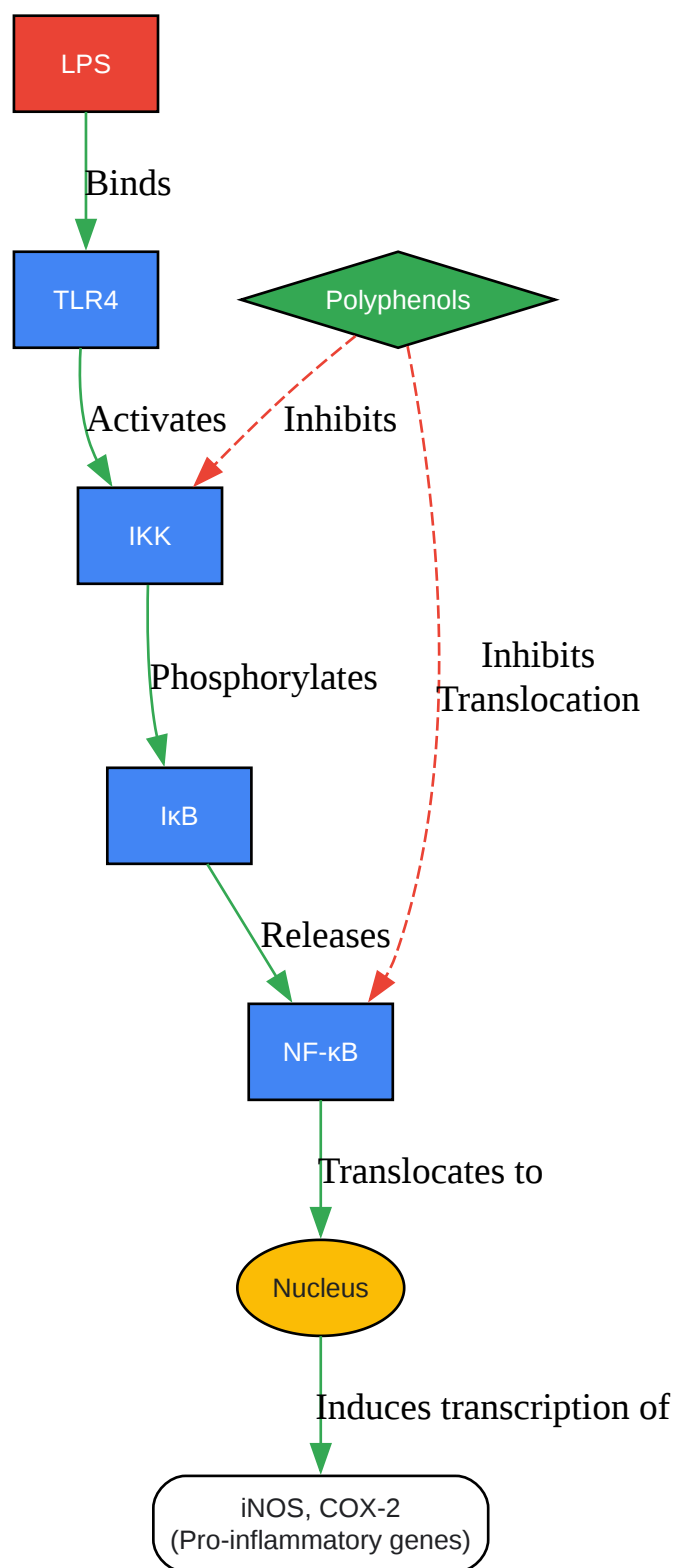 LPS
Binds
TLR4
Polyphenols
Activates
Inhibits
IKK
Inhibits
Translocation
Phosphorylates
IκB
Releases
NF-κB
Translocates to
Nucleus
Induces transcription of
iNOS, COX-2
(Pro-inflammatory genes)